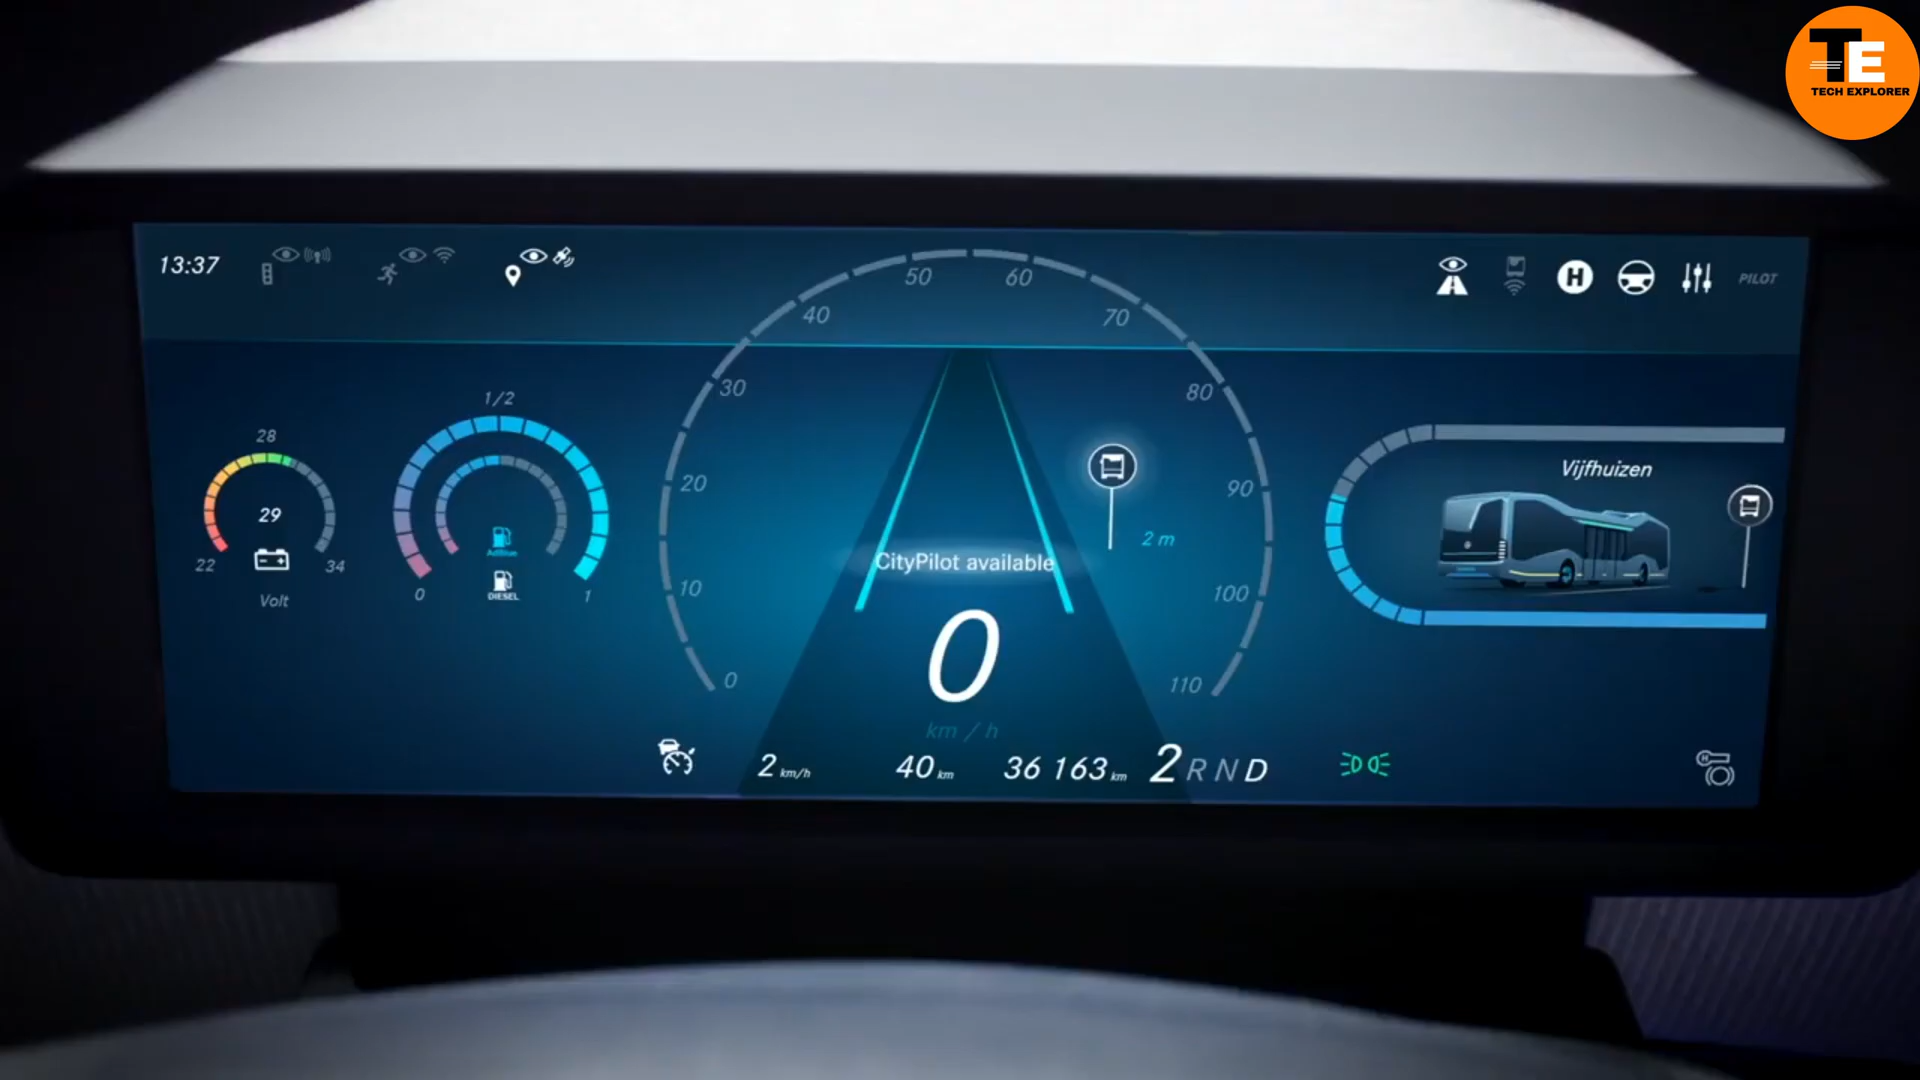 TE
TECH EXPLORER
13:37
H
PILOT
50
60
40
70
30
80
20
90
10
100
0
110
28
29
22
34
Volt
1/2
AdBlue
DIESEL
0
1
Vijfhuizen
2 m
CityPilot available
0
km / h
2 km/h
40 km
36 163 km
2 R N D
H